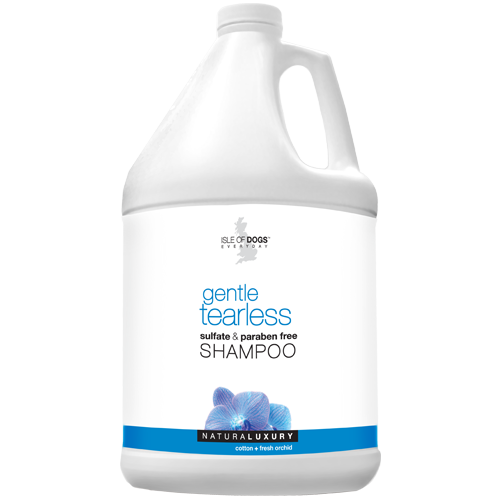 ISLE OF DOGS™
EVERYDAY
gentle
tearless
sulfate & paraben free
SHAMPOO
NATURALUXURY
cotton + fresh orchid